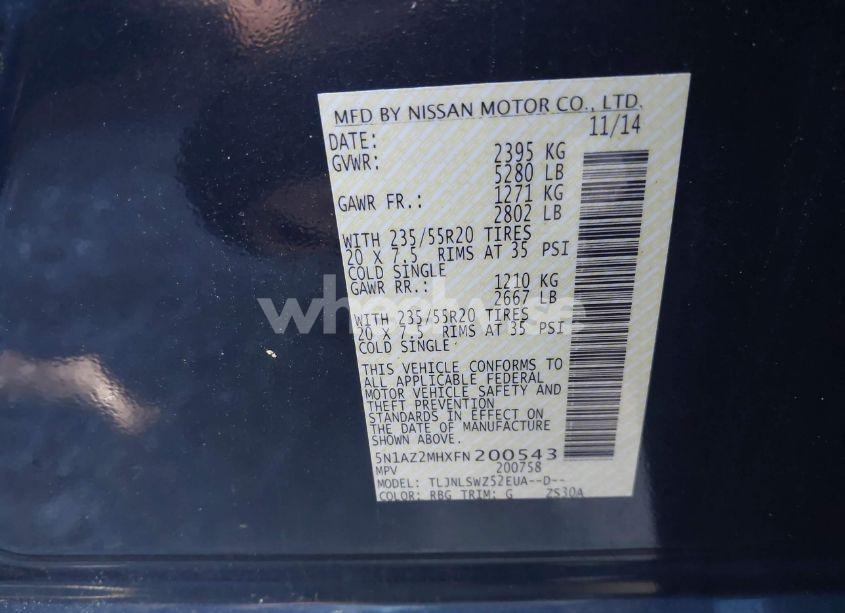 MFD BY NISSAN MOTOR CO., LTD.
DATE: 11/14
GVWR: 2395 KG
5280 LB
GAWR FR.: 1271 KG
2802 LB
WITH 235/55R20 TIRES
20 X 7.5 RIMS AT 35 PSI
COLD SINGLE
GAWR RR.: 1210 KG
2667 LB
WITH 235/55R20 TIRES
20 X 7.5 RIMS AT 35 PSI
COLD SINGLE
THIS VEHICLE CONFORMS TO
ALL APPLICABLE FEDERAL
MOTOR VEHICLE SAFETY AND
THEFT PREVENTION
STANDARDS IN EFFECT ON
THE DATE OF MANUFACTURE
SHOWN ABOVE.
5N1AZ2MHXFN200543
MPV 200758
MODEL: TLJNLSWZ52EUA--D--
COLOR: RBG TRIM: G ZS30A